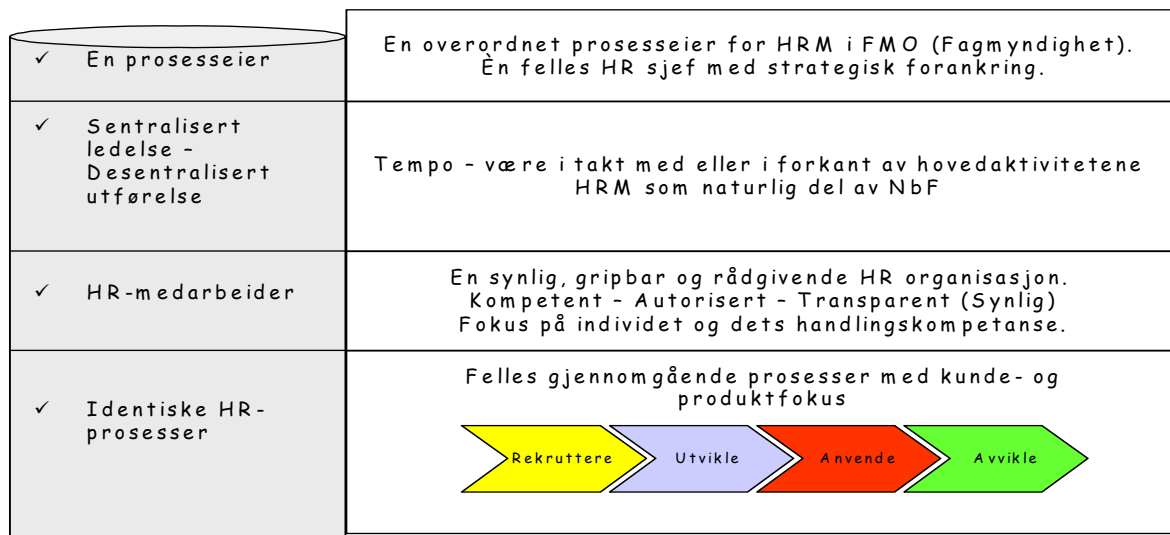 ✓ En prosesseier
En overordnet prosesseier for HRM i FMO (Fagmyndighet).
Èn felles HR sjef med strategisk forankring.
✓ Sentralisert
ledelse –
Desentralisert
utførelse
Tempo – være i takt med eller i forkant av hovedaktivitetene
HRM som naturlig del av NbF
✓ HR-medarbeider
En synlig, gripbar og rådgivende HR organisasjon.
Kompetent – Autorisert – Transparent (Synlig)
Fokus på individet og dets handlingskompetanse.
✓ Identiske HR-
prosesser
Felles gjennomgående prosesser med kunde- og
produktfokus
Rekruttere
Utvikle
Anvende
Avvikle